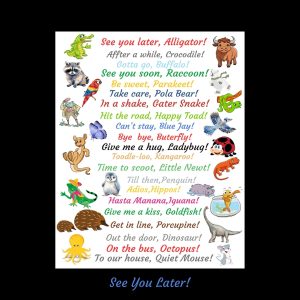 See you later, Alligator!
Affter a while, Crocodile!
Gotta go, Buffalo!
See you soon, Raccoon!
Be sweet, Parakeet!
Take care, Pola Bear!
In a shake, Gater Snake!
Hit the road, Happy Toad!
Can't stay, Blue Jay!
Bye bye, Buterfly!
Give me a hug, Ladybug!
Toodle-loo, Kangaroo!
Time to scoot, Little Newt!
Till then, Penguin!
Adios, Hippos!
Hasta Manana, Iguana!
Give me a kiss, Goldfish!
Get in line, Porcupine!
Out the door, Dinosaur!
On the bus, Octopus!
To our house, Quiet Mouse!
See You Later!